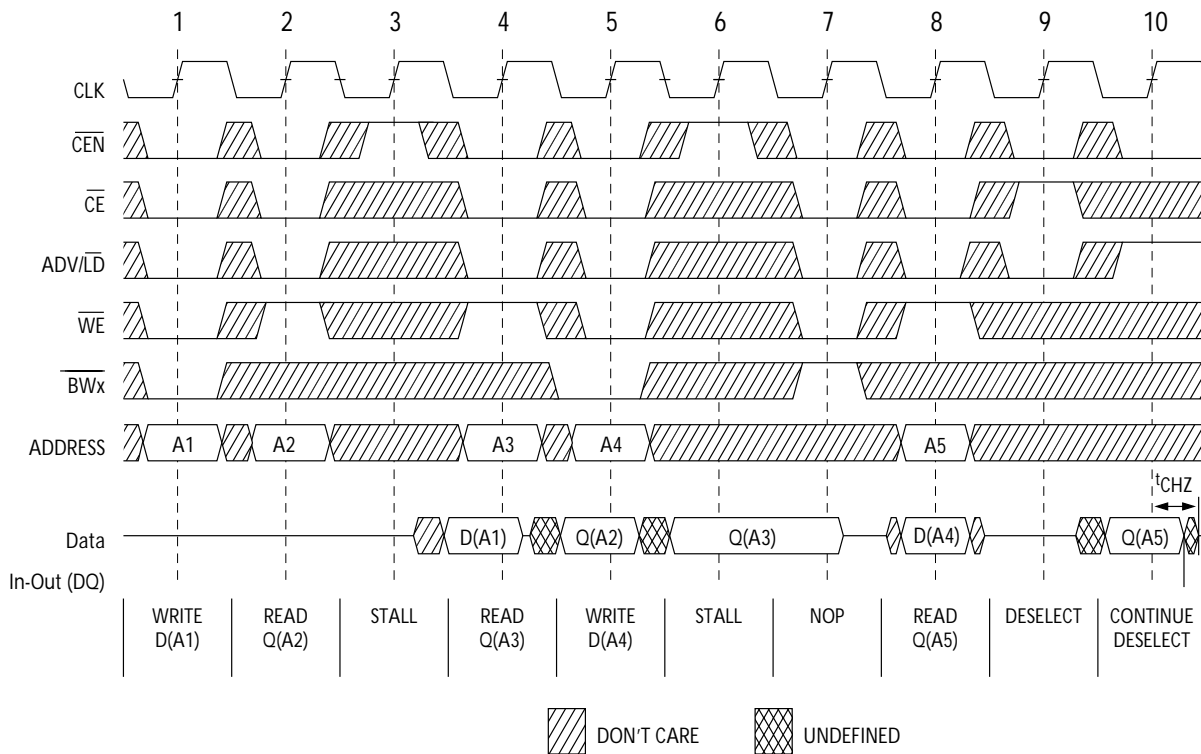 1 2 3 4 5 6 7 8 9 10
CLK
CEN
CE
ADV/LD
WE
BWx
ADDRESS A1 A2 A3 A4 A5
tCHZ
Data D(A1) Q(A2) Q(A3) D(A4) Q(A5)
In-Out (DQ)
WRITE READ STALL READ WRITE STALL NOP READ DESELECT CONTINUE
D(A1) Q(A2) Q(A3) D(A4) Q(A5) DESELECT
DON'T CARE UNDEFINED